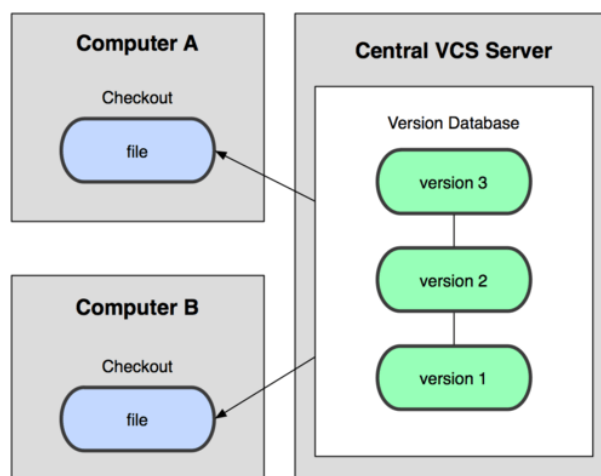 Computer A
Checkout
file
Computer B
Checkout
file
Central VCS Server
Version Database
version 3
version 2
version 1